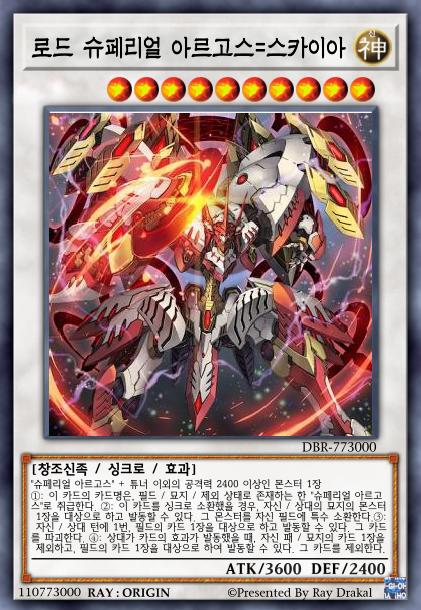 로드 슈페리얼 아르고스=스카이아
신
神
DBR-773000
[창조신족 / 싱크로 / 효과]
"슈페리얼 아르고스" + 튜너 이외의 공격력 2400 이상인 몬스터 1장
①: 이 카드의 카드명은, 필드 / 묘지 / 제외 상태로 존재하는 한 "슈페리얼 아르고
스"로 취급한다. ②: 이 카드를 싱크로 소환했을 경우, 자신 / 상대의 묘지의 몬스터
1장을 대상으로 하고 발동할 수 있다. 그 몬스터를 자신 필드에 특수 소환한다.③:
자신 / 상대 턴에 1번, 필드의 카드 1장을 대상으로 하고 발동할 수 있다. 그 카드
를 파괴한다. ④: 상대가 카드의 효과가 발동했을 때, 자신 패 / 묘지의 카드 1장을
제외하고, 필드의 카드 1장을 대상으로 하여 발동할 수 있다. 그 카드를 제외한다.
ATK/3600 DEF/2400
110773000 RAY : ORIGIN ©Presented By Ray Drakal